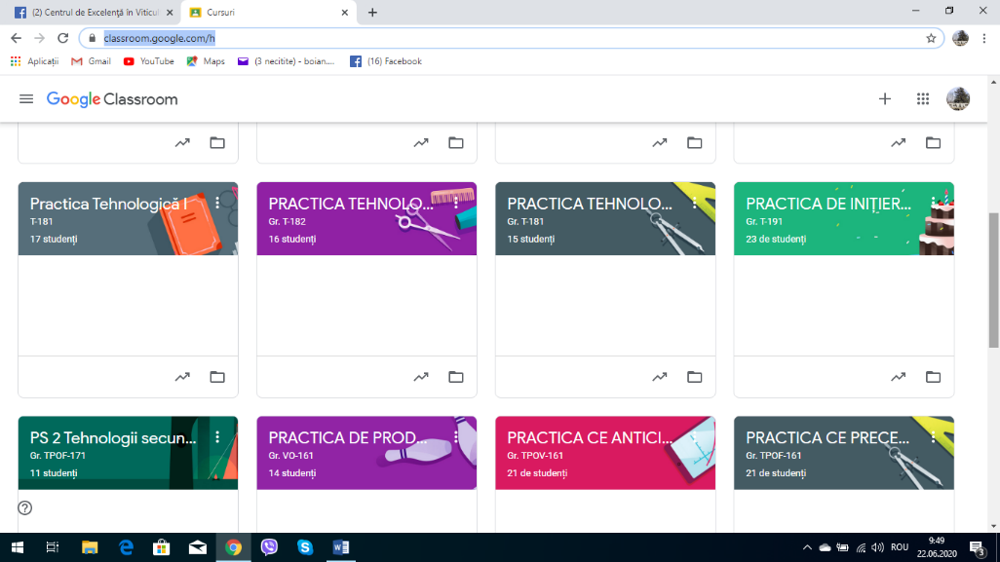 (2) Centrul de Excelență în Viticul
Cursuri
classroom.google.com/h
Aplicații
Gmail
YouTube
Maps
(3 necitite) - boian....
(16) Facebook
Google Classroom
Practica Tehnologică I
T-181
17 studenți
PRACTICA TEHNOLO...
Gr. T-182
16 studenți
PRACTICA TEHNOLO...
Gr. T-181
15 studenți
PRACTICA DE INIȚIER...
Gr. T-191
23 de studenți
PS 2 Tehnologii secun...
Gr. TPOF-171
11 studenți
PRACTICA DE PROD...
Gr. VO-161
14 studenți
PRACTICA CE ANTICI...
Gr. TPOV-161
21 de studenți
PRACTICA CE PRECE...
Gr. TPOF-161
21 de studenți
ROU
9:49
22.06.2020
3